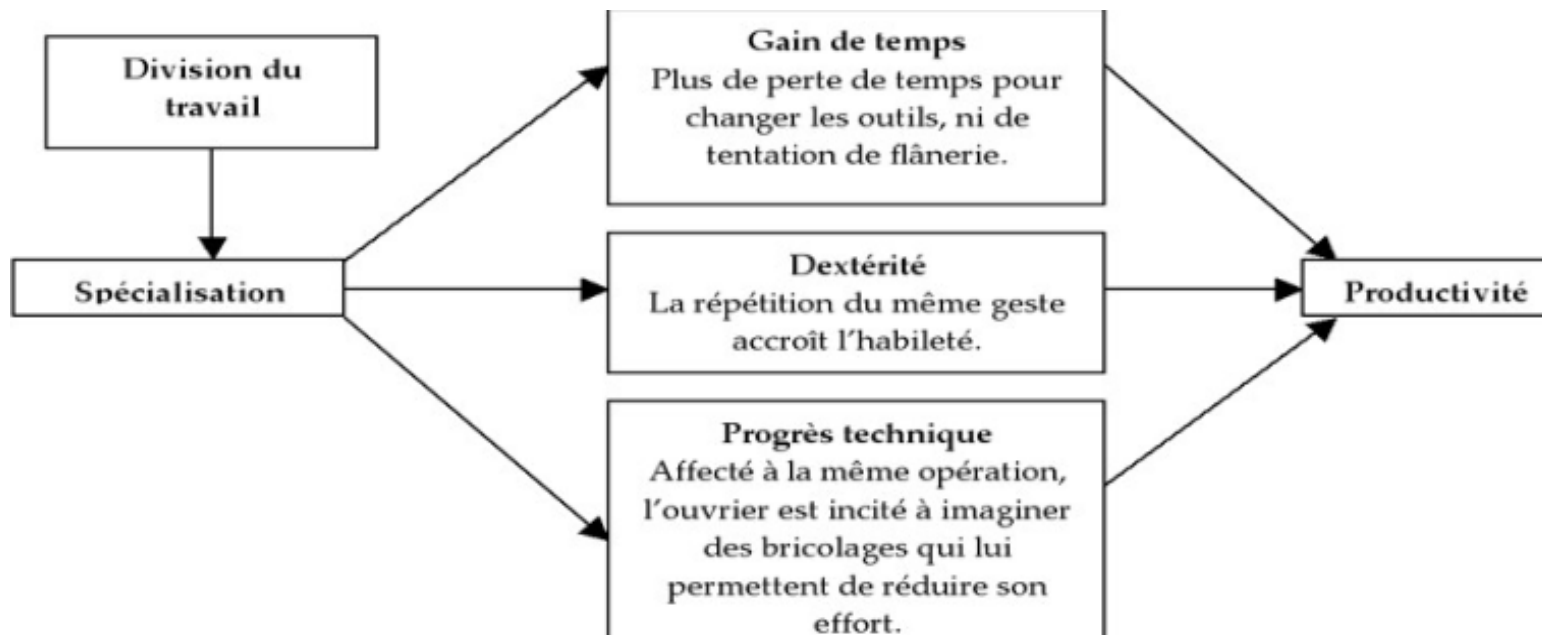 Division du
travail
Spécialisation
Gain de temps
Plus de perte de temps pour
changer les outils, ni de
tentation de flânerie.
Dextérité
La répétition du même geste
accroît l'habileté.
Progrès technique
Affecté à la même opération,
l'ouvrier est incité à imaginer
des bricolages qui lui
permettent de réduire son
effort.
Productivité